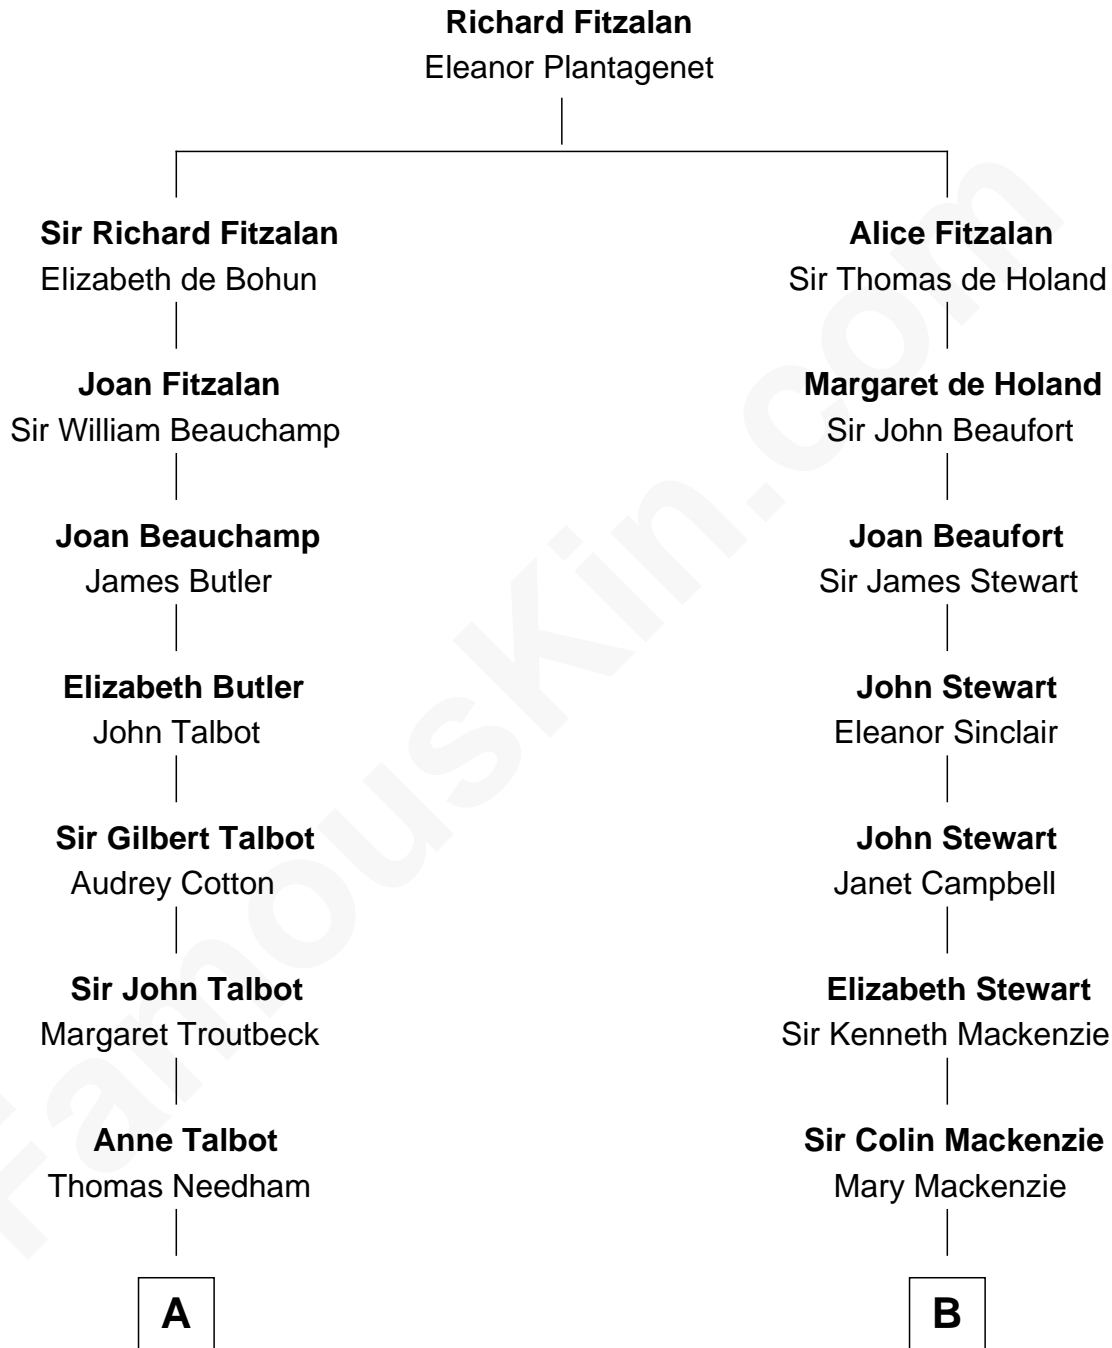 Richard Fitzalan
Eleanor Plantagenet
Sir Richard Fitzalan
Elizabeth de Bohun
Alice Fitzalan
Sir Thomas de Holand
Joan Fitzalan
Sir William Beauchamp
Margaret de Holand
Sir John Beaufort
Joan Beauchamp
James Butler
Joan Beaufort
Sir James Stewart
Elizabeth Butler
John Talbot
John Stewart
Eleanor Sinclair
Sir Gilbert Talbot
Audrey Cotton
John Stewart
Janet Campbell
Sir John Talbot
Margaret Troutbeck
Elizabeth Stewart
Sir Kenneth Mackenzie
Anne Talbot
Thomas Needham
Sir Colin Mackenzie
Mary Mackenzie
A
B
FamousKin.com